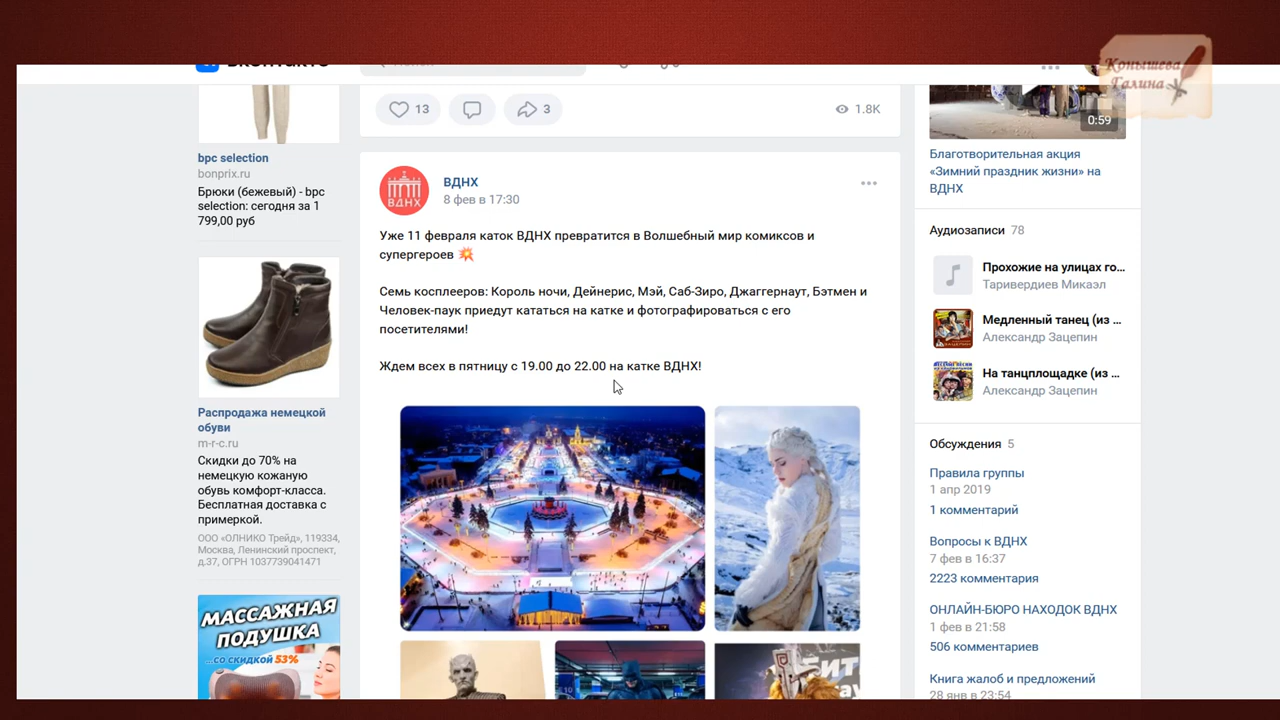 вконтакте
Копышева
Галина
13
3
1.8K
0:59
bpc selection
bonprix.ru
Брюки (бежевый) - bpc
selection: сегодня за 1
799,00 руб
Распродажа немецкой
обуви
m-r-c.ru
Скидки до 70% на
немецкую кожаную
обувь комфорт-класса.
Бесплатная доставка с
примеркой.
ООО «ОЛНИКО Трейд», 119334,
Москва, Ленинский проспект,
д.37, ОГРН 1037739041471
МАССАЖНАЯ
ПОДУШКА
...со скидкой 53%
ВДНХ
ВДНХ
8 фев в 17:30
Уже 11 февраля каток ВДНХ превратится в Волшебный мир комиксов и
супергероев 💥
Семь косплееров: Король ночи, Дейнерис, Мэй, Саб-Зиро, Джаггернаут, Бэтмен и
Человек-паук приедут кататься на катке и фотографироваться с его
посетителями!
Ждем всех в пятницу с 19.00 до 22.00 на катке ВДНХ!
Благотворительная акция
«Зимний праздник жизни» на
ВДНХ
Аудиозаписи 78
Прохожие на улицах го...
Таривердиев Микаэл
Медленный танец (из ...
Александр Зацепин
На танцплощадке (из ...
Александр Зацепин
Обсуждения 5
Правила группы
1 апр 2019
1 комментарий
Вопросы к ВДНХ
7 фев в 16:37
2223 комментария
ОНЛАЙН-БЮРО НАХОДОК ВДНХ
1 фев в 21:58
506 комментариев
Книга жалоб и предложений
28 янв в 23:54